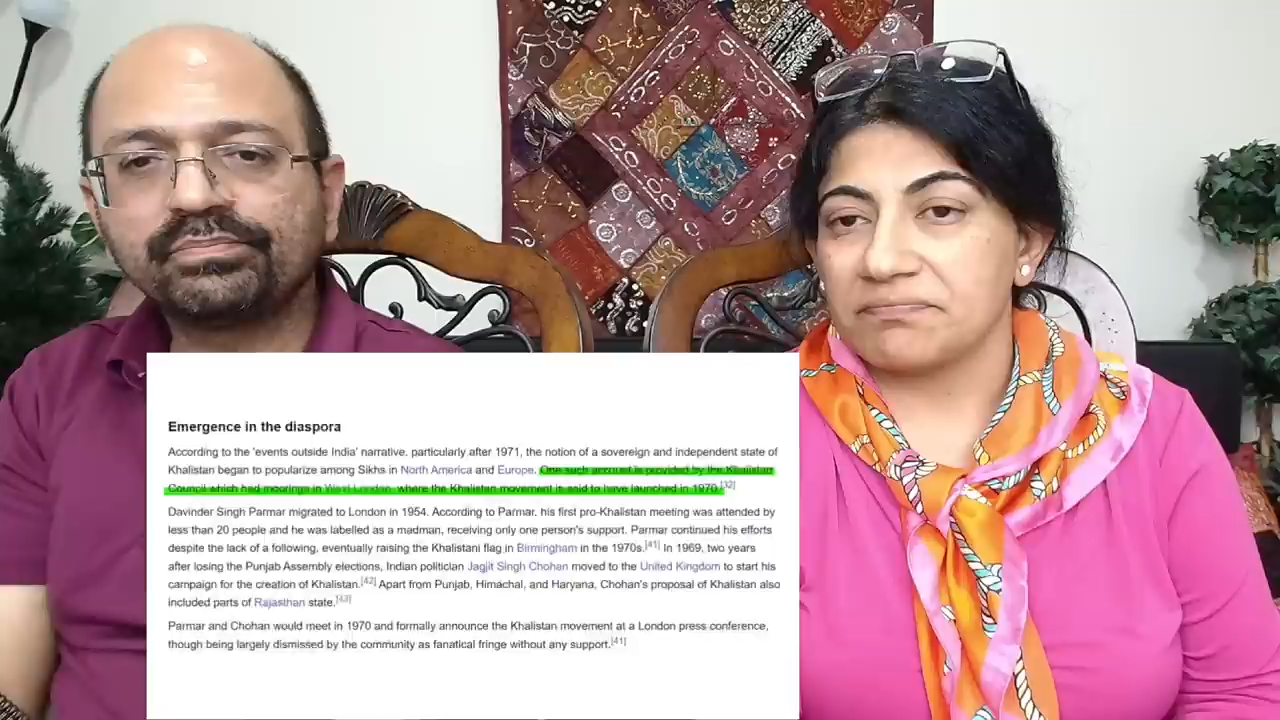 Emergence in the diaspora
According to the 'events outside India' narrative, particularly after 1971, the notion of a sovereign and independent state of
Khalistan began to popularize among Sikhs in North America and Europe. One such account is provided by the Khalistan
Council which had moorings in West London, where the Khalistan movement is said to have launched in 1970.[32]
Davinder Singh Parmar migrated to London in 1954. According to Parmar, his first pro-Khalistan meeting was attended by
less than 20 people and he was labelled as a madman, receiving only one person's support. Parmar continued his efforts
despite the lack of a following, eventually raising the Khalistani flag in Birmingham in the 1970s.[41] In 1969, two years
after losing the Punjab Assembly elections, Indian politician Jagjit Singh Chohan moved to the United Kingdom to start his
campaign for the creation of Khalistan.[42] Apart from Punjab, Himachal, and Haryana, Chohan's proposal of Khalistan also
included parts of Rajasthan state.[43]
Parmar and Chohan would meet in 1970 and formally announce the Khalistan movement at a London press conference,
though being largely dismissed by the community as fanatical fringe without any support.[41]